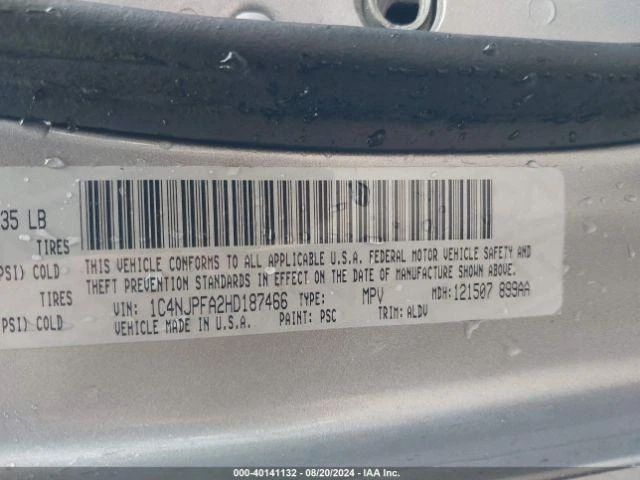 35 LB
TIRES
PSI) COLD
TIRES
PSI) COLD
THIS VEHICLE CONFORMS TO ALL APPLICABLE U.S.A. FEDERAL MOTOR VEHICLE SAFETY AND
THEFT PREVENTION STANDARDS IN EFFECT ON THE DATE OF MANUFACTURE SHOWN ABOVE.
VIN: 1C4NJPFA2HD187466 TYPE: MPV MDH:121507 899AA
VEHICLE MADE IN U.S.A. PAINT: PSC TRIM: ALDV
000-40141132 - 08/20/2024 - IAA Inc.